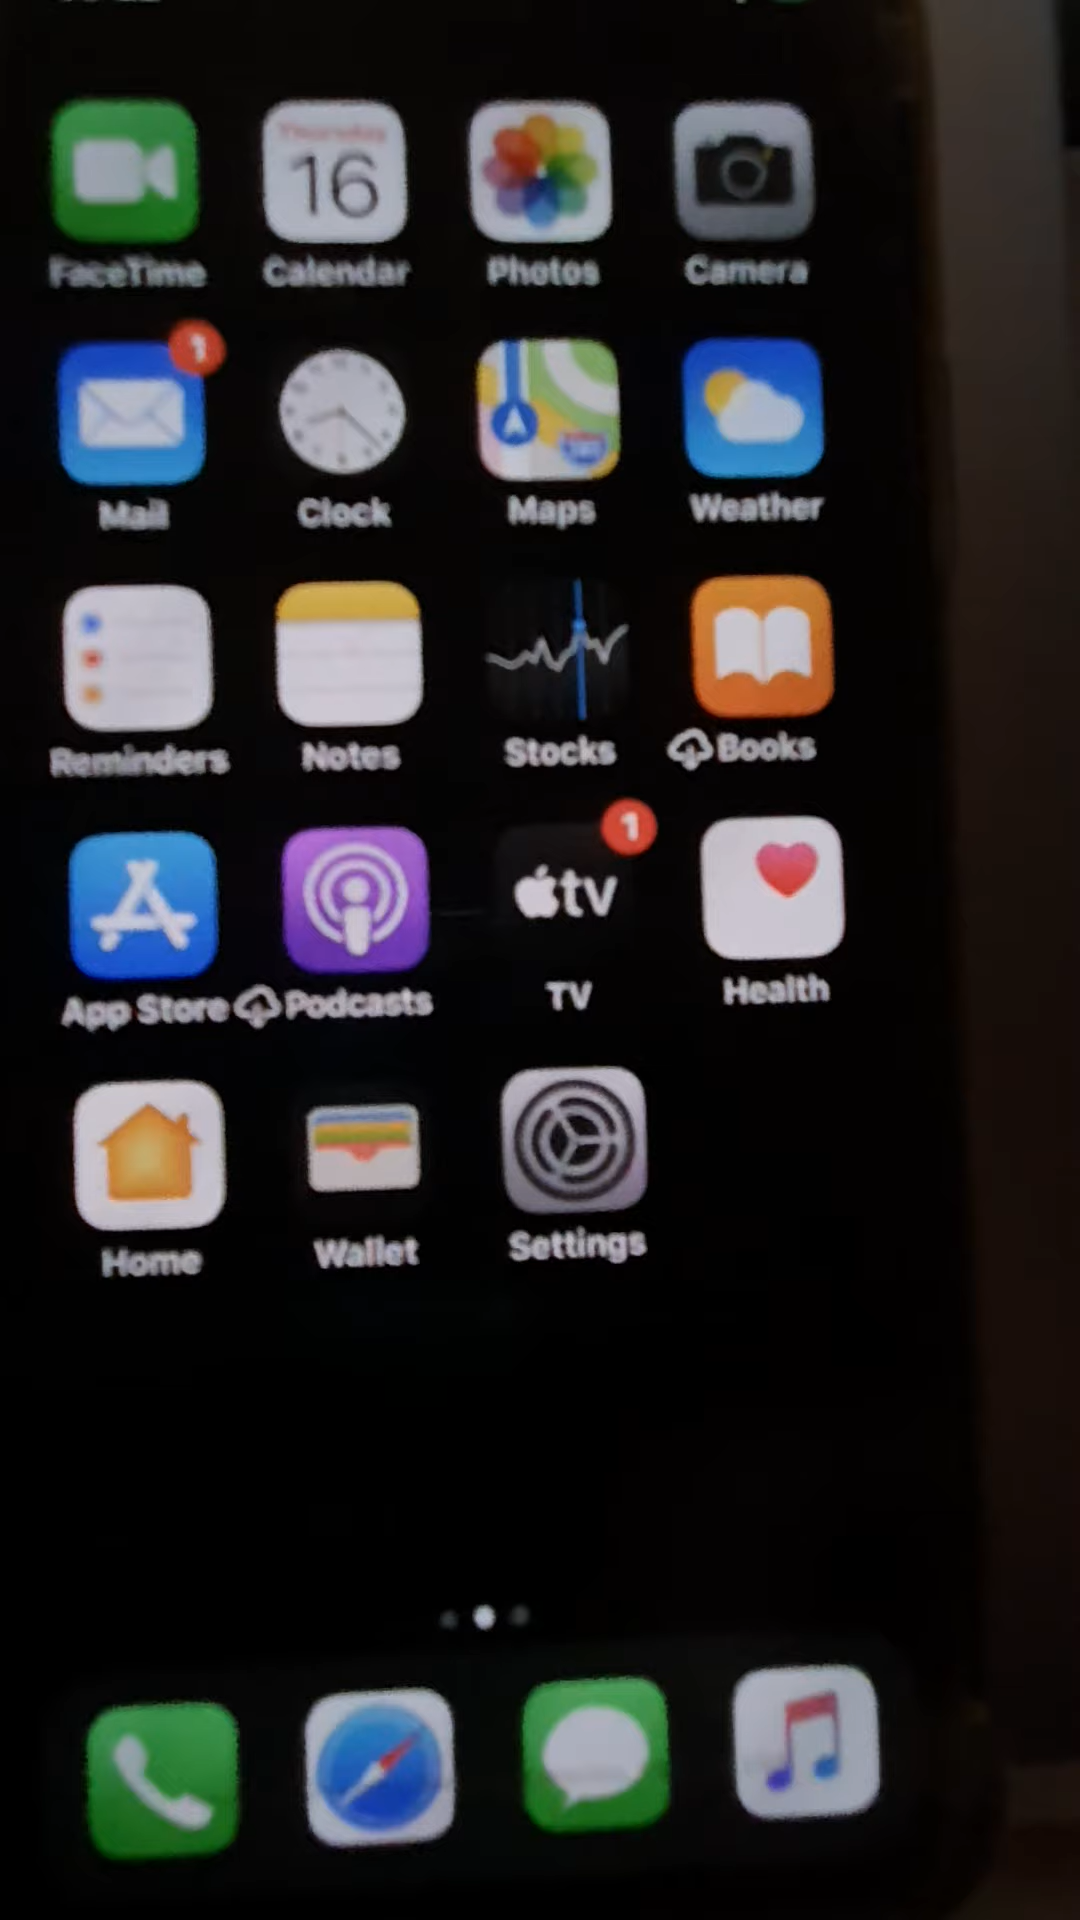 Thursday
16
FaceTime Calendar Photos Camera
1
Mail Clock Maps Weather
Reminders Notes Stocks Books
1
tv
App Store Podcasts TV Health
Home Wallet Settings